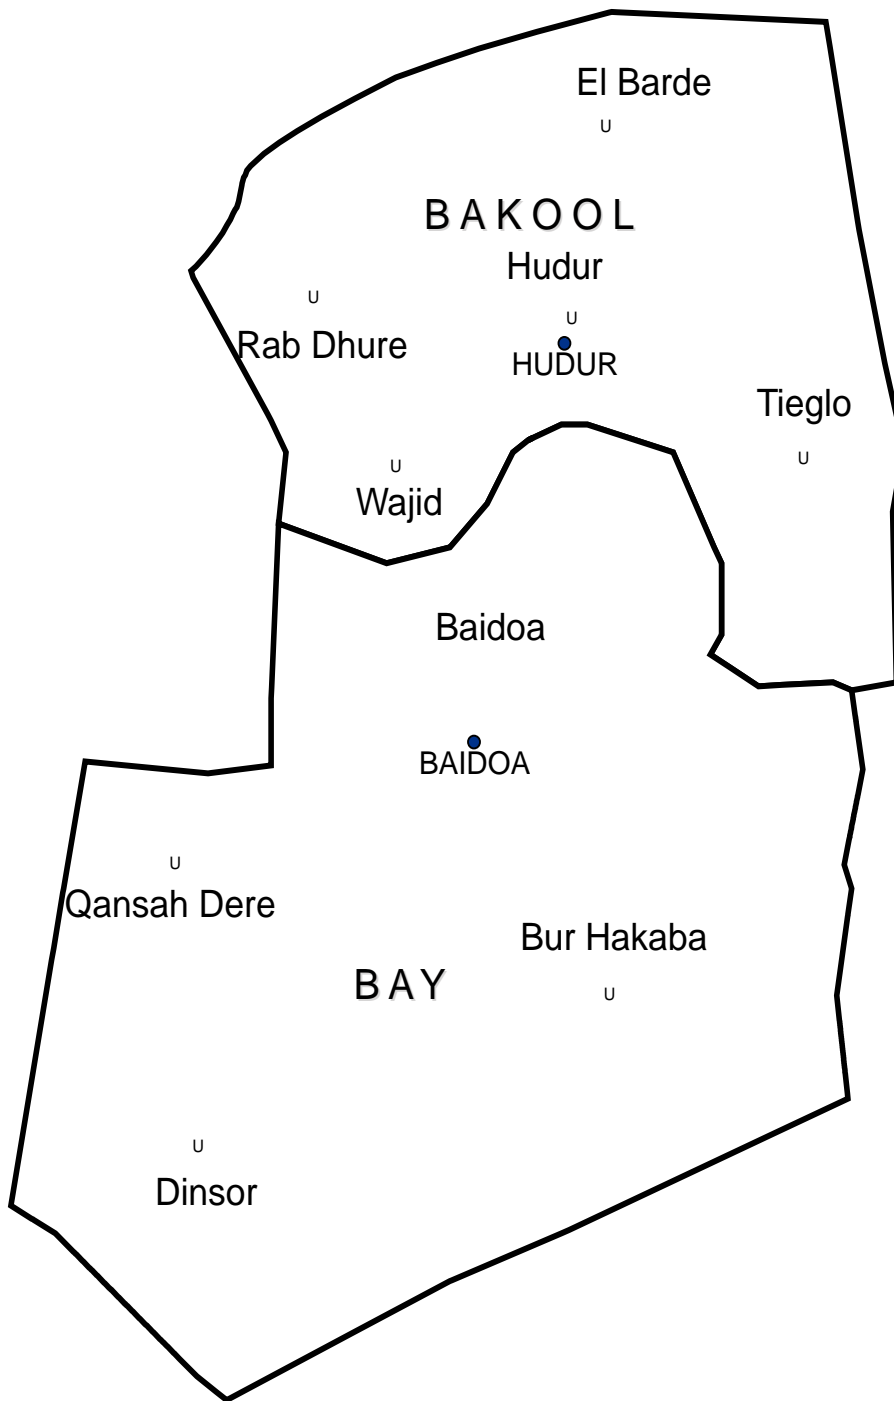 El Barde
U
BAKOOL
Hudur
U
U
Rab Dhure
HUDUR
Tieglo
U
U
Wajid
Baidoa
BAIDOA
U
Qansah Dere
Bur Hakaba
BAY
U
U
Dinsor